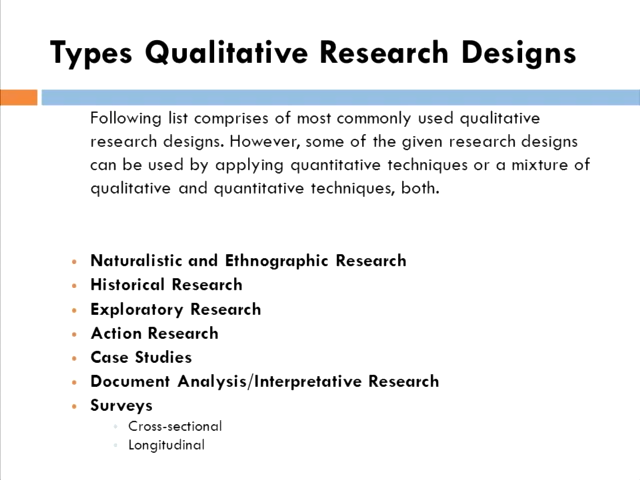 Types Qualitative Research Designs
Following list comprises of most commonly used qualitative
research designs. However, some of the given research designs
can be used by applying quantitative techniques or a mixture of
qualitative and quantitative techniques, both.
• Naturalistic and Ethnographic Research
• Historical Research
• Exploratory Research
• Action Research
• Case Studies
• Document Analysis/Interpretative Research
• Surveys
• Cross-sectional
• Longitudinal